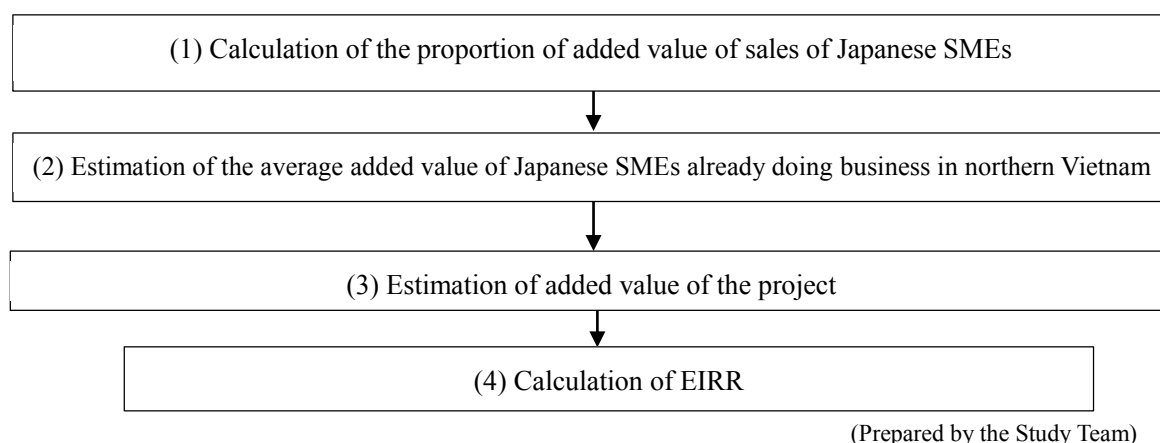 (1) Calculation of the proportion of added value of sales of Japanese SMEs
(2) Estimation of the average added value of Japanese SMEs already doing business in northern Vietnam
(3) Estimation of added value of the project
(4) Calculation of EIRR
(Prepared by the Study Team)